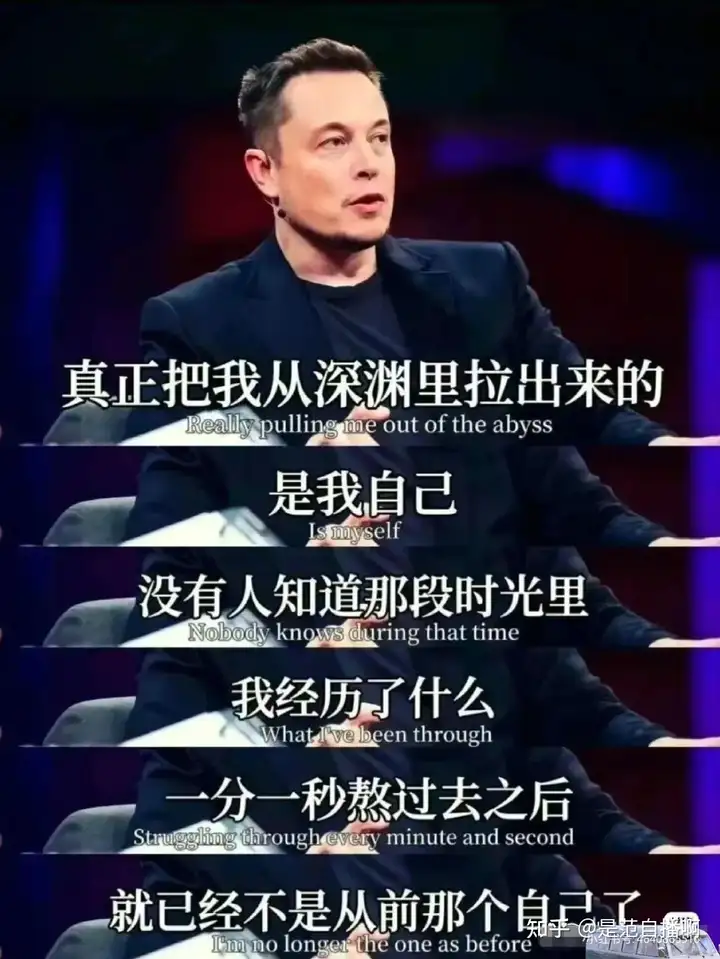 真正把我从深渊里拉出来的
Really pulling me out of the abyss
是我自己
Is myself
没有人知道那段时光里
Nobody knows during that time
我经历了什么
What I've been through
一分一秒熬过去之后
Struggling through every minute and second
就已经不是从前那个自己了
I'm no longer the one as before
知乎 @是范自播啊